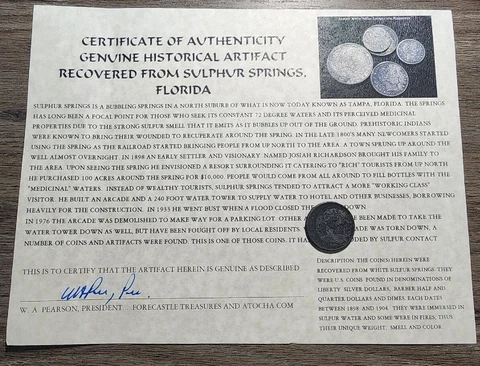 CERTIFICATE OF AUTHENTICITY
GENUINE HISTORICAL ARTIFACT
RECOVERED FROM SULPHUR SPRINGS,
FLORIDA
SULPHUR SPRINGS IS A BUBBLING SPRINGS IN A NORTH SUBURB OF WHAT IS NOW TODAY KNOWN AS TAMPA, FLORIDA. THE SPRINGS
HAS LONG BEEN A FOCAL POINT FOR THOSE WHO SEEK ITS CONSTANT 72 DEGREE WATERS AND ITS PERCEIVED MEDICINAL
PROPERTIES DUE TO THE STRONG SULFUR SMELL THAT IT EMITS AS IT BUBBLES UP OUT OF THE GROUND. PREHISTORIC INDIANS
WERE KNOWN TO BRING THEIR WOUNDED TO RECUPERATE AROUND THE SPRING. IN THE LATE 1800'S MANY NEWCOMERS STARTED
USING THE SPRING AS THE RAILROAD STARTED BRINGING PEOPLE FROM UP NORTH TO THE AREA. A TOWN SPRUNG UP AROUND THE
WELL ALMOST OVERNIGHT. IN 1898 AN EARLY SETTLER AND VISIONARY NAMED JOSIAH RICHARDSON BROUGHT HIS FAMILY TO
THE AREA. UPON SEEING THE SPRING HE ENVISIONED A RESORT SURROUNDING IT CATERING TO "RICH" TOURISTS FROM UP NORTH.
HE PURCHASED 100 ACRES AROUND THE SPRING FOR $10,000. PEOPLE WOULD COME FROM ALL AROUND TO FILL BOTTLES WITH THE
"MEDICINAL" WATERS. INSTEAD OF WEALTHY TOURISTS, SULPHUR SPRINGS TENDED TO ATTRACT A MORE "WORKING CLASS"
VISITOR. HE BUILT AN ARCADE AND A 240 FOOT WATER TOWER TO SUPPLY WATER TO HOTEL AND OTHER BUSINESSES, BORROWING
HEAVILY FOR THE CONSTRUCTION. IN 1933 HE WENT BUST WHEN A FLOOD CLOSED THE DOWN
IN 1976 THE ARCADE WAS DEMOLISHED TO MAKE WAY FOR A PARKING LOT. OTHER BEEN MADE TO TAKE THE
WATER TOWER DOWN AS WELL, BUT HAVE BEEN FOUGHT OFF BY LOCAL RESIDENTS WAS TORN DOWN, A
NUMBER OF COINS AND ARTIFACTS WERE FOUND. THIS IS ONE OF THOSE COINS. IT BY SULFUR CONTACT
THIS IS TO CERTIFY THAT THE ARTIFACT HEREIN IS GENUINE AS DESCRIBED
W. A. PEARSON, PRESIDENT... FORECASTLE TREASURES AND ATOCHA.COM
DESCRIPTION: THE COIN(S) HEREIN WERE
RECOVERED FROM WHITE SULFUR SPRINGS. THEY
WERE U.S. COINS FOUND IN DENOMINATIONS OF
LIBERTY SILVER DOLLARS, BARBER HALF AND
QUARTER DOLLARS AND DIMES. EACH DATES
BETWEEN 1898 AND 1904. THEY WERE IMMERSED IN
SULFUR WATER AND SOME WERE IN FIRES, THUS
THEIR UNIQUE WEIGHT, SMELL AND COLOR.